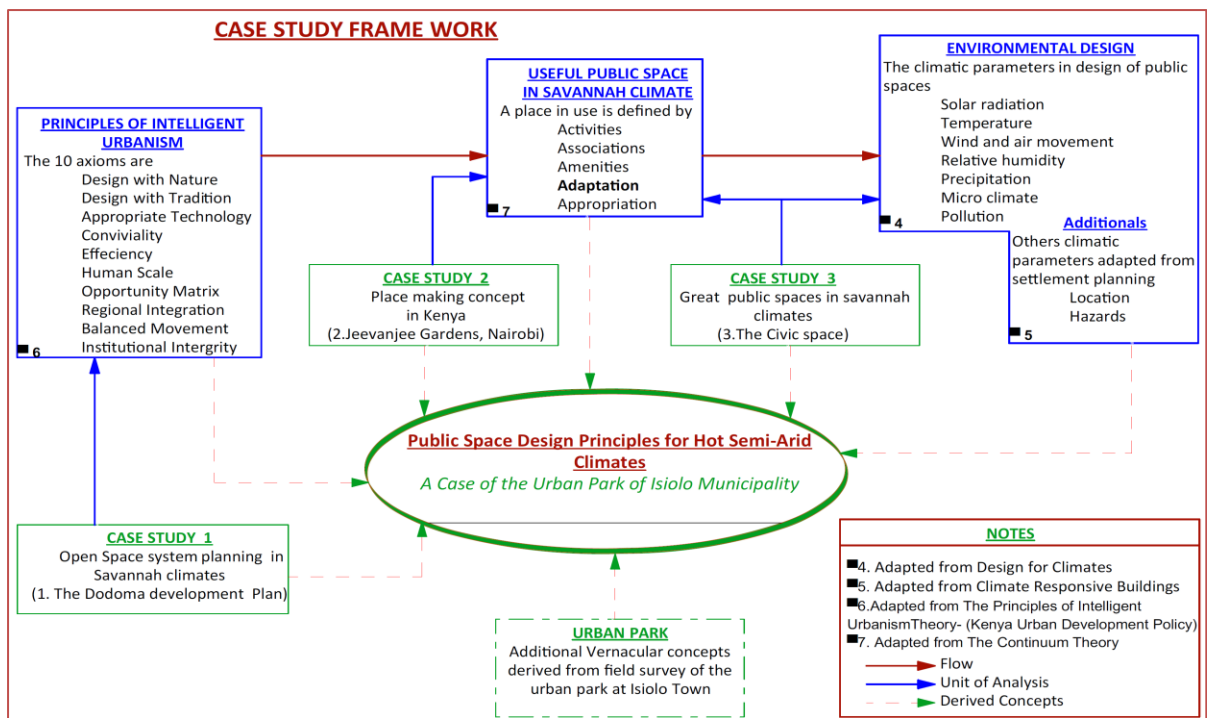 CASE STUDY FRAME WORK
PRINCIPLES OF INTELLIGENT
URBANISM
The 10 axioms are
Design with Nature
Design with Tradition
Appropriate Technology
Conviviality
Effeciency
Human Scale
Opportunity Matrix
Regional Integration
Balanced Movement
Institutional Intergrity
6
USEFUL PUBLIC SPACE
IN SAVANNAH CLIMATE
A place in use is defined by
Activities
Associations
Amenities
Adaptation
Appropriation
7
ENVIRONMENTAL DESIGN
The climatic parameters in design of public
spaces
Solar radiation
Temperature
Wind and air movement
Relative humidity
Precipitation
Micro climate
Pollution
4
Additionals
Others climatic
parameters adapted from
settlement planning
Location
Hazards
5
CASE STUDY 2
Place making concept
in Kenya
(2.Jeevanjee Gardens, Nairobi)
CASE STUDY 3
Great public spaces in savannah
climates
(3.The Civic space)
Public Space Design Principles for Hot Semi-Arid
Climates
A Case of the Urban Park of Isiolo Municipality
CASE STUDY 1
Open Space system planning in
Savannah climates
(1. The Dodoma development Plan)
URBAN PARK
Additional Vernacular concepts
derived from field survey of the
urban park at Isiolo Town
NOTES
4. Adapted from Design for Climates
5. Adapted from Climate Responsive Buildings
6.Adapted from The Principles of Intelligent
UrbanismTheory- (Kenya Urban Development Policy)
7. Adapted from The Continuum Theory
Flow
Unit of Analysis
Derived Concepts